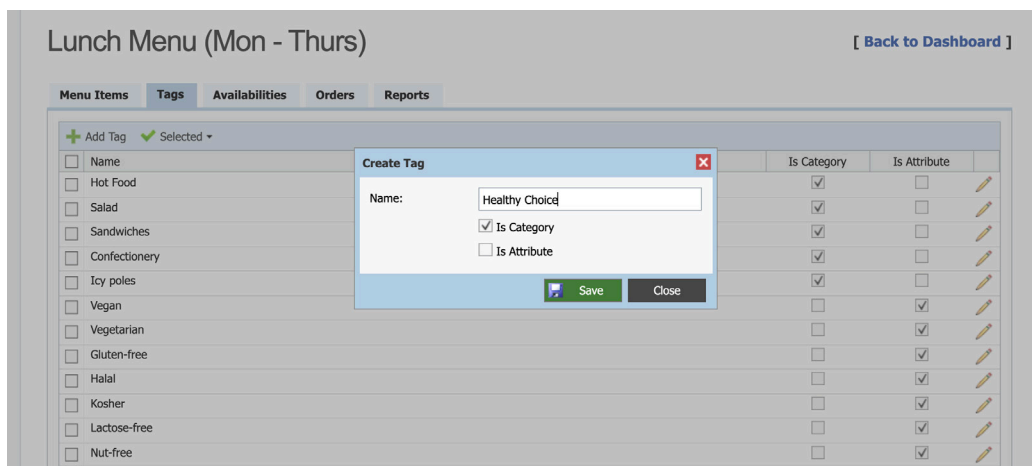 Lunch Menu (Mon - Thurs)
[ Back to Dashboard ]
Menu Items Tags Availabilities Orders Reports
Add Tag Selected
Name Is Category Is Attribute
Create Tag
Name: Healthy Choice
Is Category
Is Attribute
Save Close
Hot Food
Salad
Sandwiches
Confectionery
Icy poles
Vegan
Vegetarian
Gluten-free
Halal
Kosher
Lactose-free
Nut-free